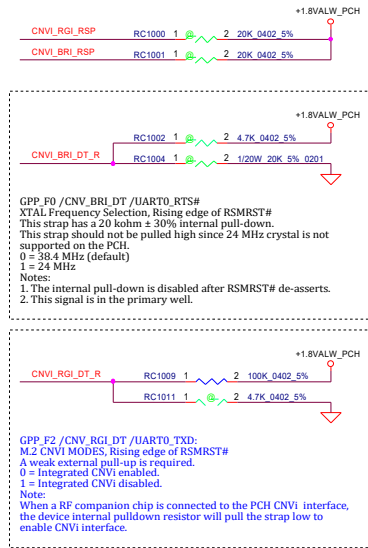 +1.8VALW_PCH
CNVI_RGI_RSP RC1000 1 @ 2 20K_0402_5%
CNVI_BRI_RSP RC1001 1 @ 2 20K_0402_5%
+1.8VALW_PCH
RC1002 1 @ 2 4.7K_0402_5%
CNVI_BRI_DT_R RC1004 1 @ 2 1/20W_20K_5%_0201
GPP_F0 /CNV_BRI_DT /UART0_RTS#
XTAL Frequency Selection, Rising edge of RSMRST#
This strap has a 20 kohm ± 30% internal pull-down.
This strap should not be pulled high since 24 MHz crystal is not
supported on the PCH.
0 = 38.4 MHz (default)
1 = 24 MHz
Notes:
1. The internal pull-down is disabled after RSMRST# de-asserts.
2. This signal is in the primary well.
+1.8VALW_PCH
CNVI_RGI_DT_R RC1009 1 2 100K_0402_5%
RC1011 1 @ 2 4.7K_0402_5%
GPP_F2 /CNV_RGI_DT /UART0_TXD:
M.2 CNVI MODES, Rising edge of RSMRST#
A weak external pull-up is required.
0 = Integrated CNVi enabled.
1 = Integrated CNVi disabled.
Note:
When a RF companion chip is connected to the PCH CNVi interface,
the device internal pulldown resistor will pull the strap low to
enable CNVi interface.